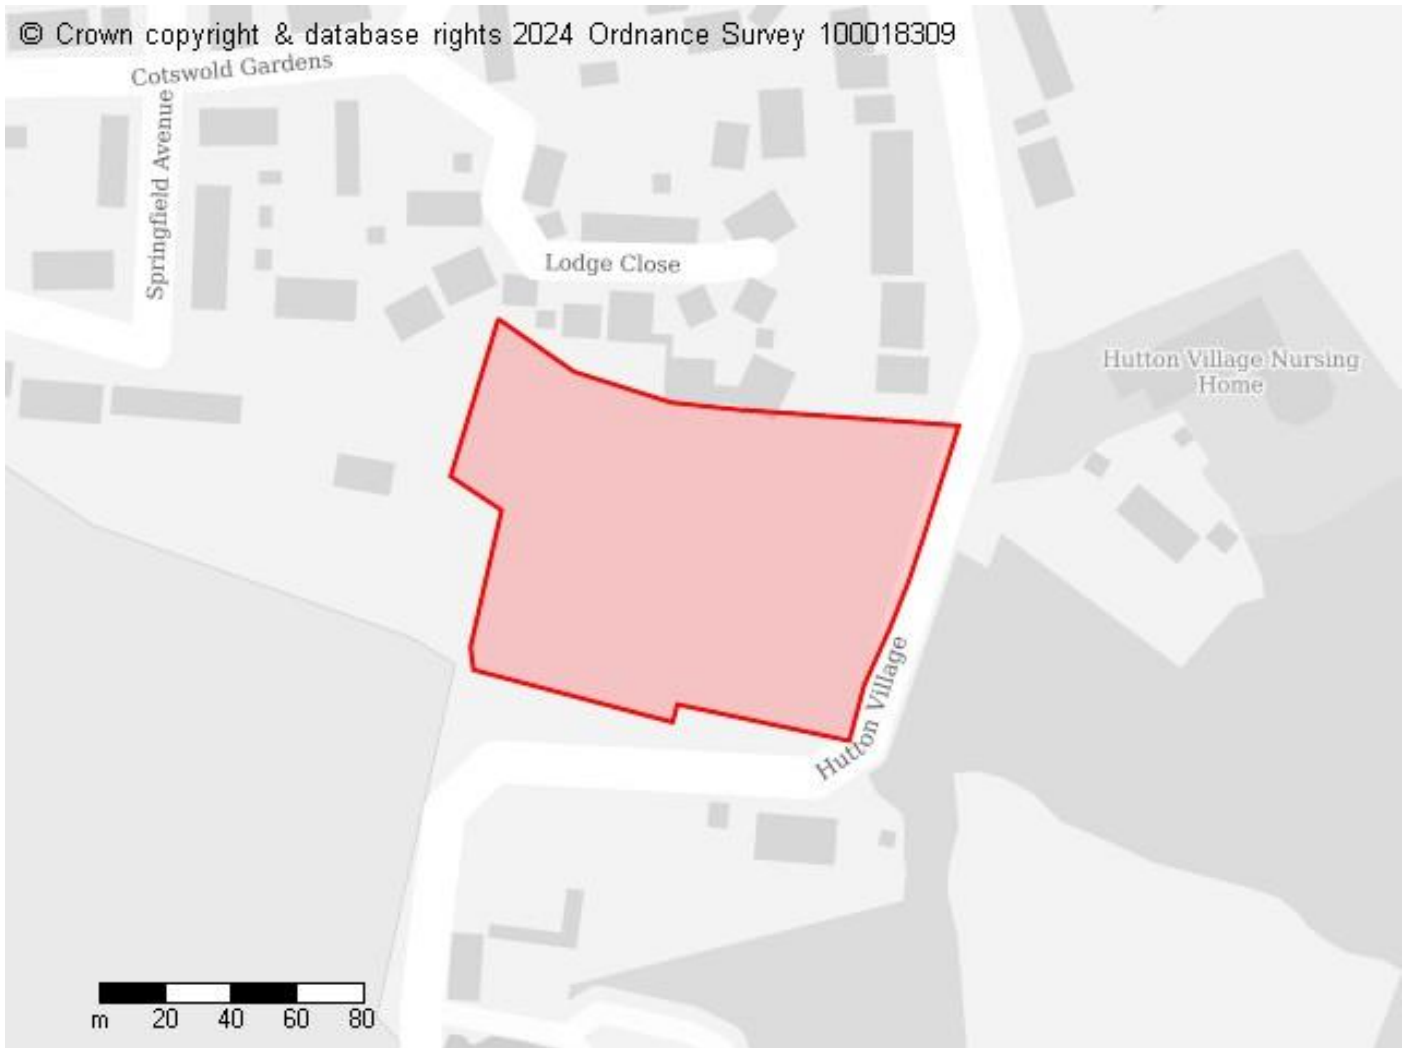 © Crown copyright & database rights 2024 Ordnance Survey 100018309
Cotswold Gardens
Springfield Avenue
Lodge Close
Hutton Village Nursing
Home
Hutton Village
m 20 40 60 80